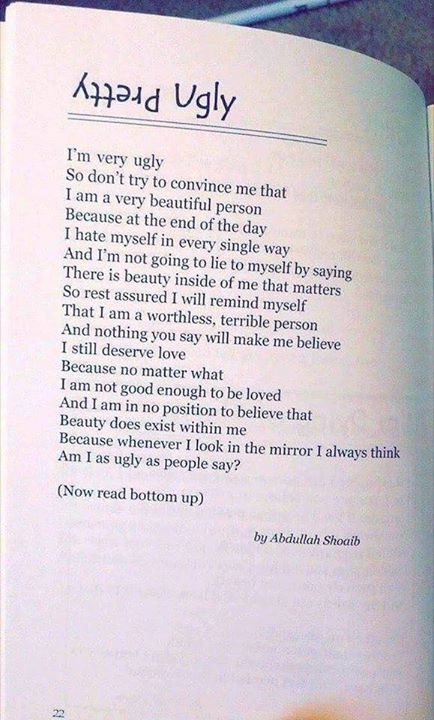 Pretty Ugly
I'm very ugly
So don't try to convince me that
I am a very beautiful person
Because at the end of the day
I hate myself in every single way
And I'm not going to lie to myself by saying
There is beauty inside of me that matters
So rest assured I will remind myself
That I am a worthless, terrible person
And nothing you say will make me believe
I still deserve love
Because no matter what
I am not good enough to be loved
And I am in no position to believe that
Beauty does exist within me
Because whenever I look in the mirror I always think
Am I as ugly as people say?
(Now read bottom up)
by Abdullah Shoaib
22